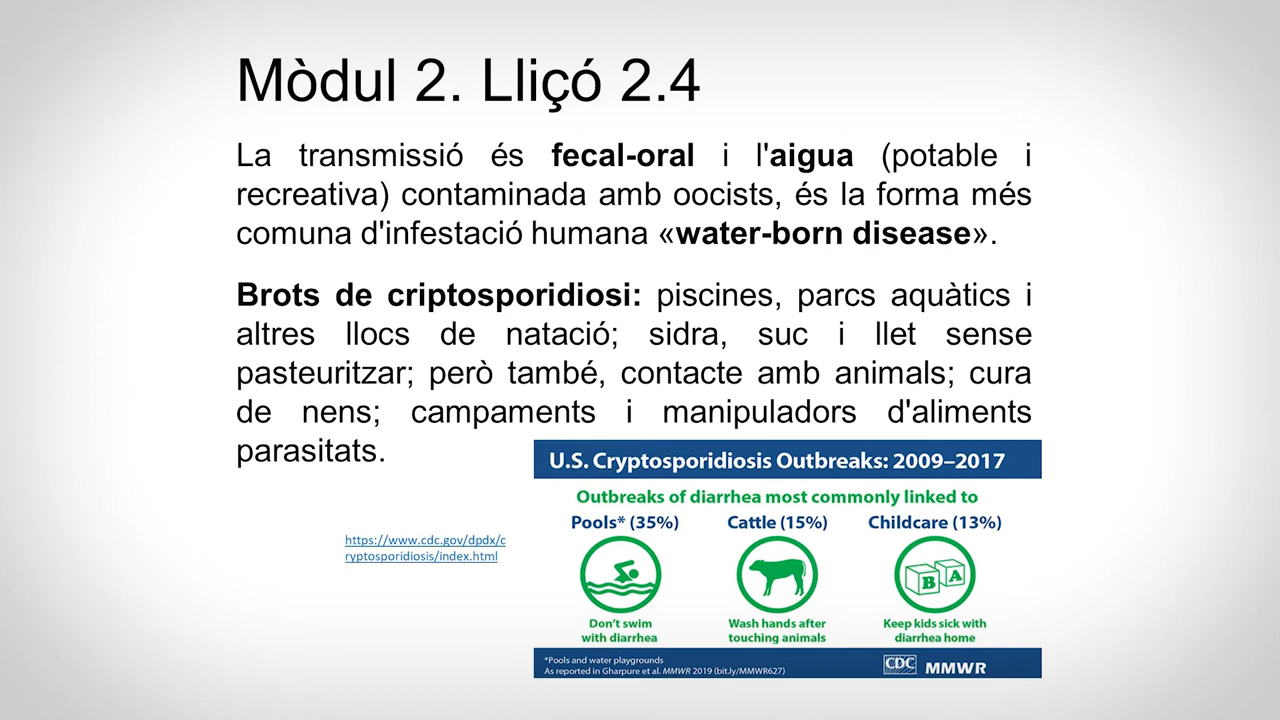 Mòdul 2. Lliçó 2.4
La transmissió és fecal-oral i l'aigua (potable i
recreativa) contaminada amb oocists, és la forma més
comuna d'infestació humana «water-born disease».
Brots de criptosporidiosi: piscines, parcs aquàtics i
altres llocs de natació; sidra, suc i llet sense
pasteuritzar; però també, contacte amb animals; cura
de nens; campaments i manipuladors d'aliments
parasitats.
https://www.cdc.gov/dpdx/c
ryptosporidiosis/index.html
U.S. Cryptosporidiosis Outbreaks: 2009–2017
Outbreaks of diarrhea most commonly linked to
Pools* (35%) Cattle (15%) Childcare (13%)
B A
Don't swim Wash hands after Keep kids sick with
with diarrhea touching animals diarrhea home
*Pools and water playgrounds
As reported in Gharpure et al. MMWR 2019 (bit.ly/MMWR627)
CDC MMWR